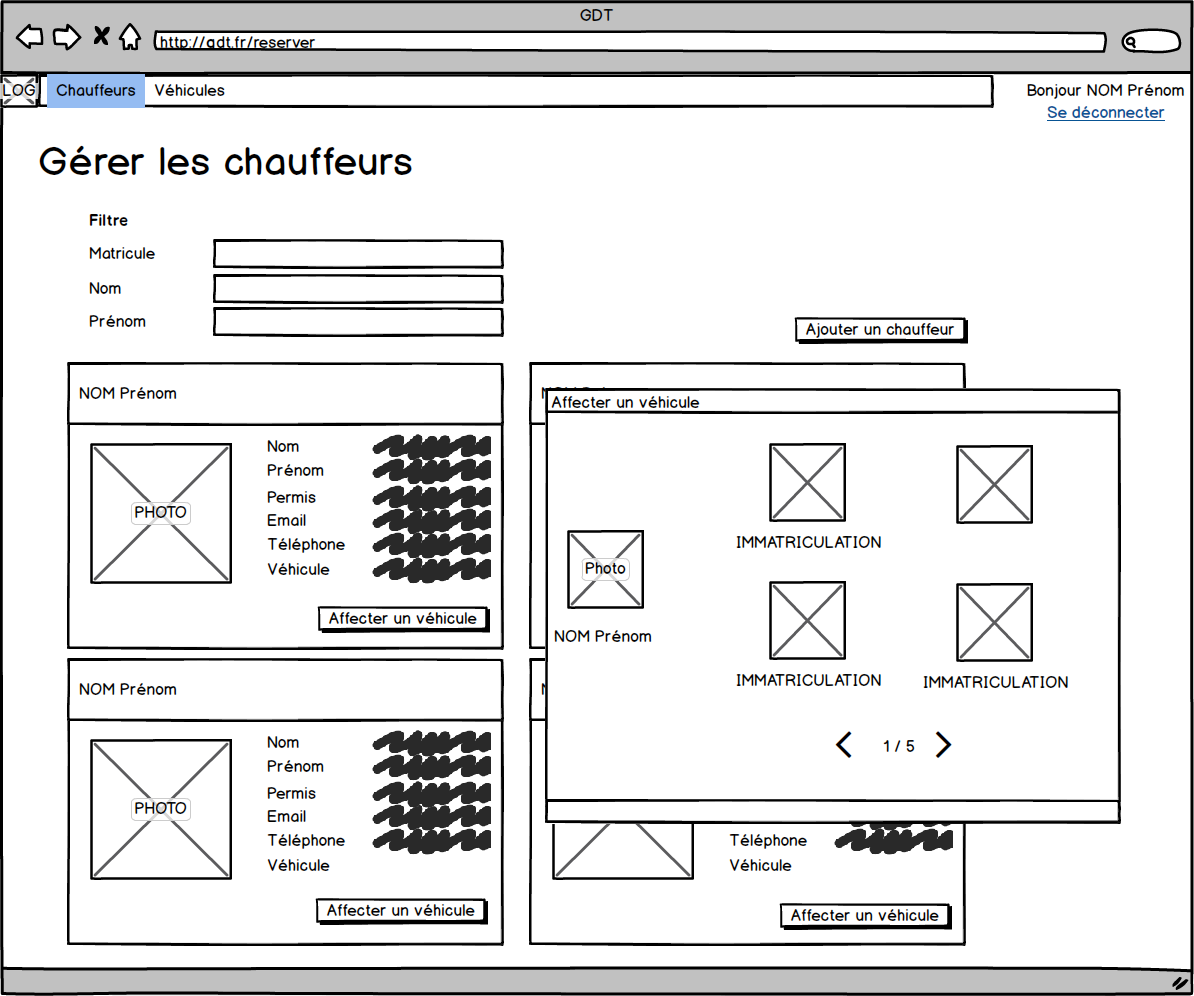 GDT
http://gdt.fr/reserver
LOG
Chauffeurs
Véhicules
Bonjour NOM Prénom
Se déconnecter
Gérer les chauffeurs
Filtre
Matricule
Nom
Prénom
Ajouter un chauffeur
NOM Prénom
Nom
Prénom
Permis
Email
Téléphone
Véhicule
PHOTO
Affecter un véhicule
Affecter un véhicule
Photo
NOM Prénom
IMMATRICULATION
IMMATRICULATION
IMMATRICULATION
1 / 5
NOM Prénom
Nom
Prénom
Permis
Email
Téléphone
Véhicule
PHOTO
Affecter un véhicule
Téléphone
Véhicule
Affecter un véhicule